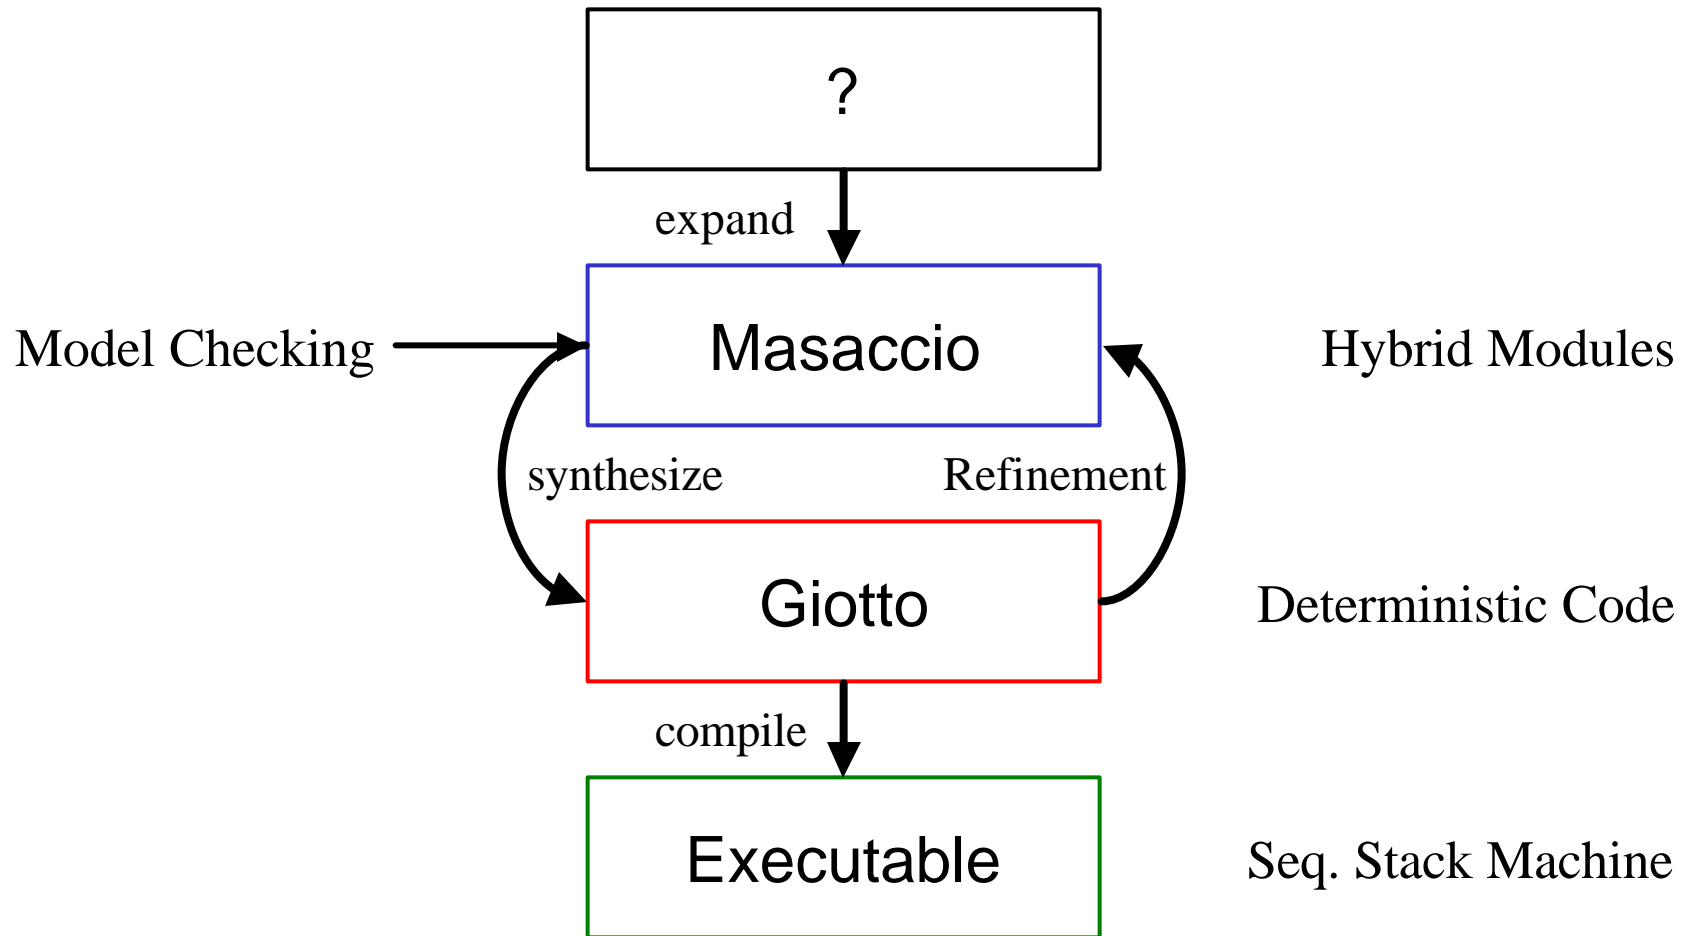 ?
expand
Model Checking
Masaccio
Hybrid Modules
synthesize
Refinement
Giotto
Deterministic Code
compile
Executable
Seq. Stack Machine